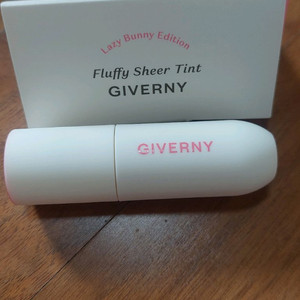 Lazy Bunny Edition
Fluffy Sheer Tint
GIVERNY
GIVERNY